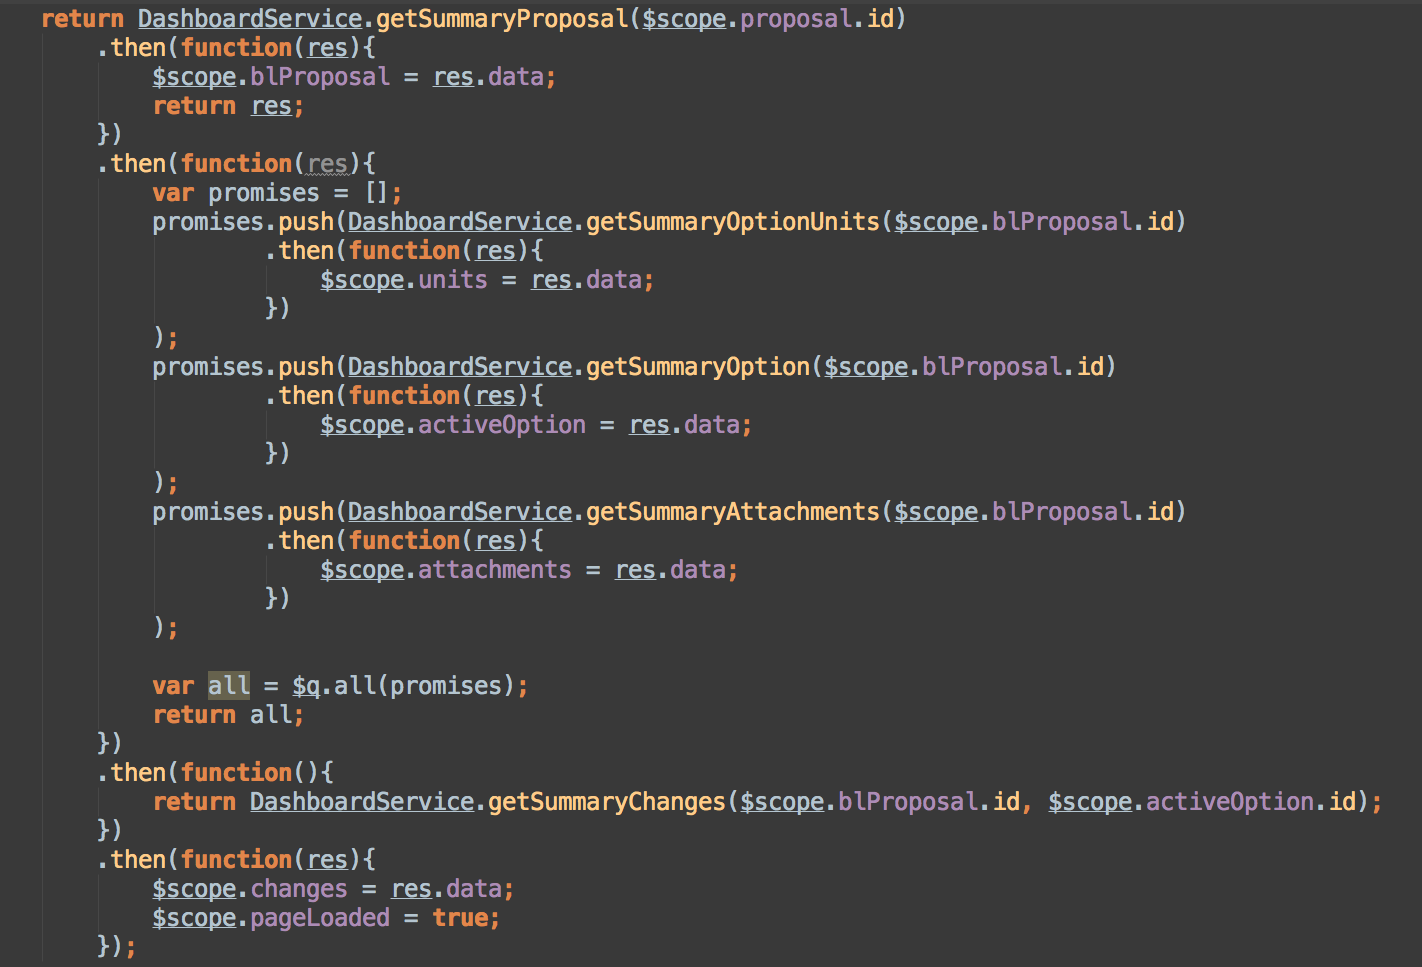 return DashboardService.getSummaryProposal($scope.proposal.id)
    .then(function(res){
        $scope.blProposal = res.data;
        return res;
    })
    .then(function(res){
        var promises = [];
        promises.push(DashboardService.getSummaryOptionUnits($scope.blProposal.id)
                .then(function(res){
                    $scope.units = res.data;
                })
        );
        promises.push(DashboardService.getSummaryOption($scope.blProposal.id)
                .then(function(res){
                    $scope.activeOption = res.data;
                })
        );
        promises.push(DashboardService.getSummaryAttachments($scope.blProposal.id)
                .then(function(res){
                    $scope.attachments = res.data;
                })
        );

        var all = $q.all(promises);
        return all;
    })
    .then(function(){
        return DashboardService.getSummaryChanges($scope.blProposal.id, $scope.activeOption.id);
    })
    .then(function(res){
        $scope.changes = res.data;
        $scope.pageLoaded = true;
    });